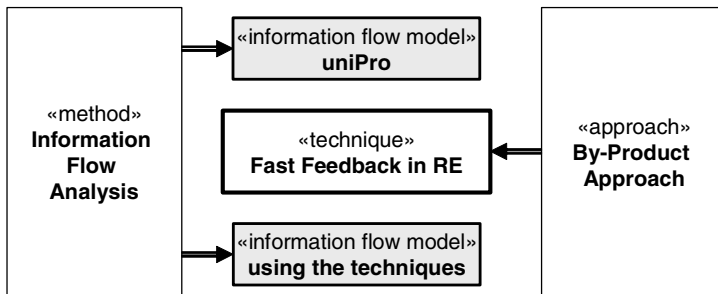 «method»
Information
Flow
Analysis
«information flow model»
uniPro
«technique»
Fast Feedback in RE
«information flow model»
using the techniques
«approach»
By-Product
Approach